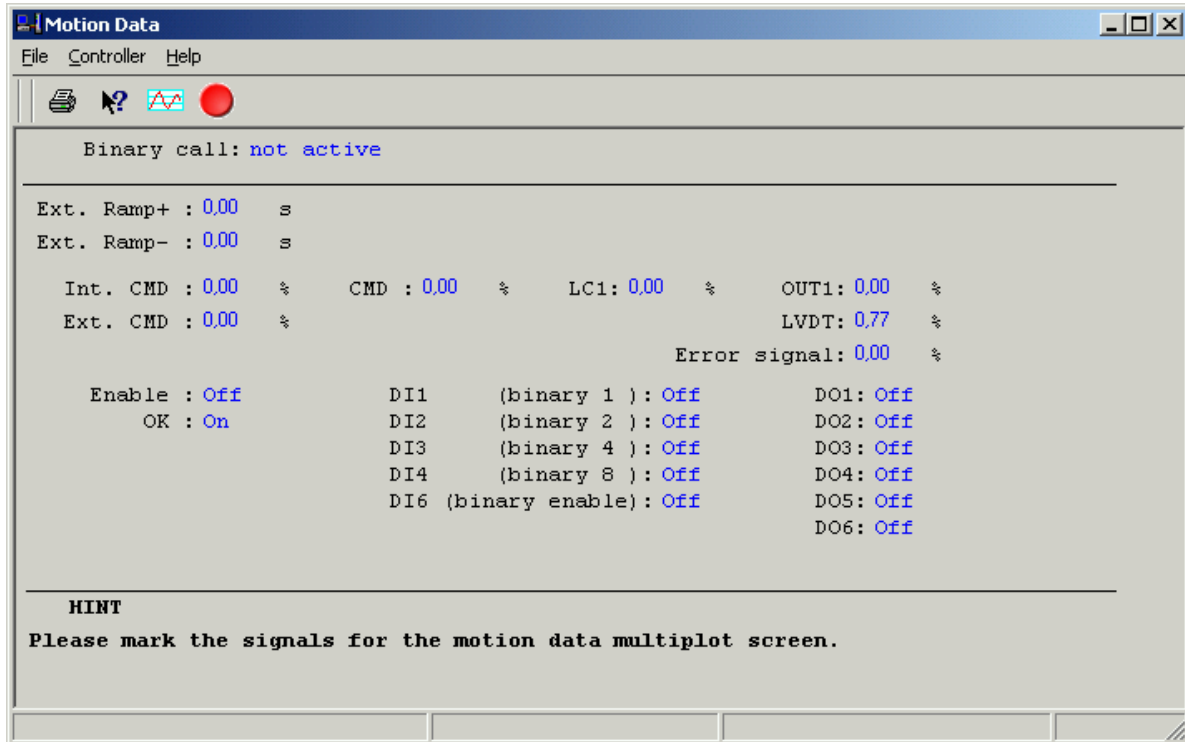 Motion Data
File Controller Help
Binary call: not active
Ext. Ramp+ : 0,00 s
Ext. Ramp- : 0,00 s
Int. CMD : 0,00 % CMD : 0,00 % LC1: 0,00 % OUT1: 0,00 %
Ext. CMD : 0,00 % LVDT: 0,77 %
Error signal: 0,00 %
Enable : Off DI1 (binary 1 ): Off DO1: Off
OK : On DI2 (binary 2 ): Off DO2: Off
DI3 (binary 4 ): Off DO3: Off
DI4 (binary 8 ): Off DO4: Off
DI6 (binary enable): Off DO5: Off
DO6: Off
HINT
Please mark the signals for the motion data multiplot screen.